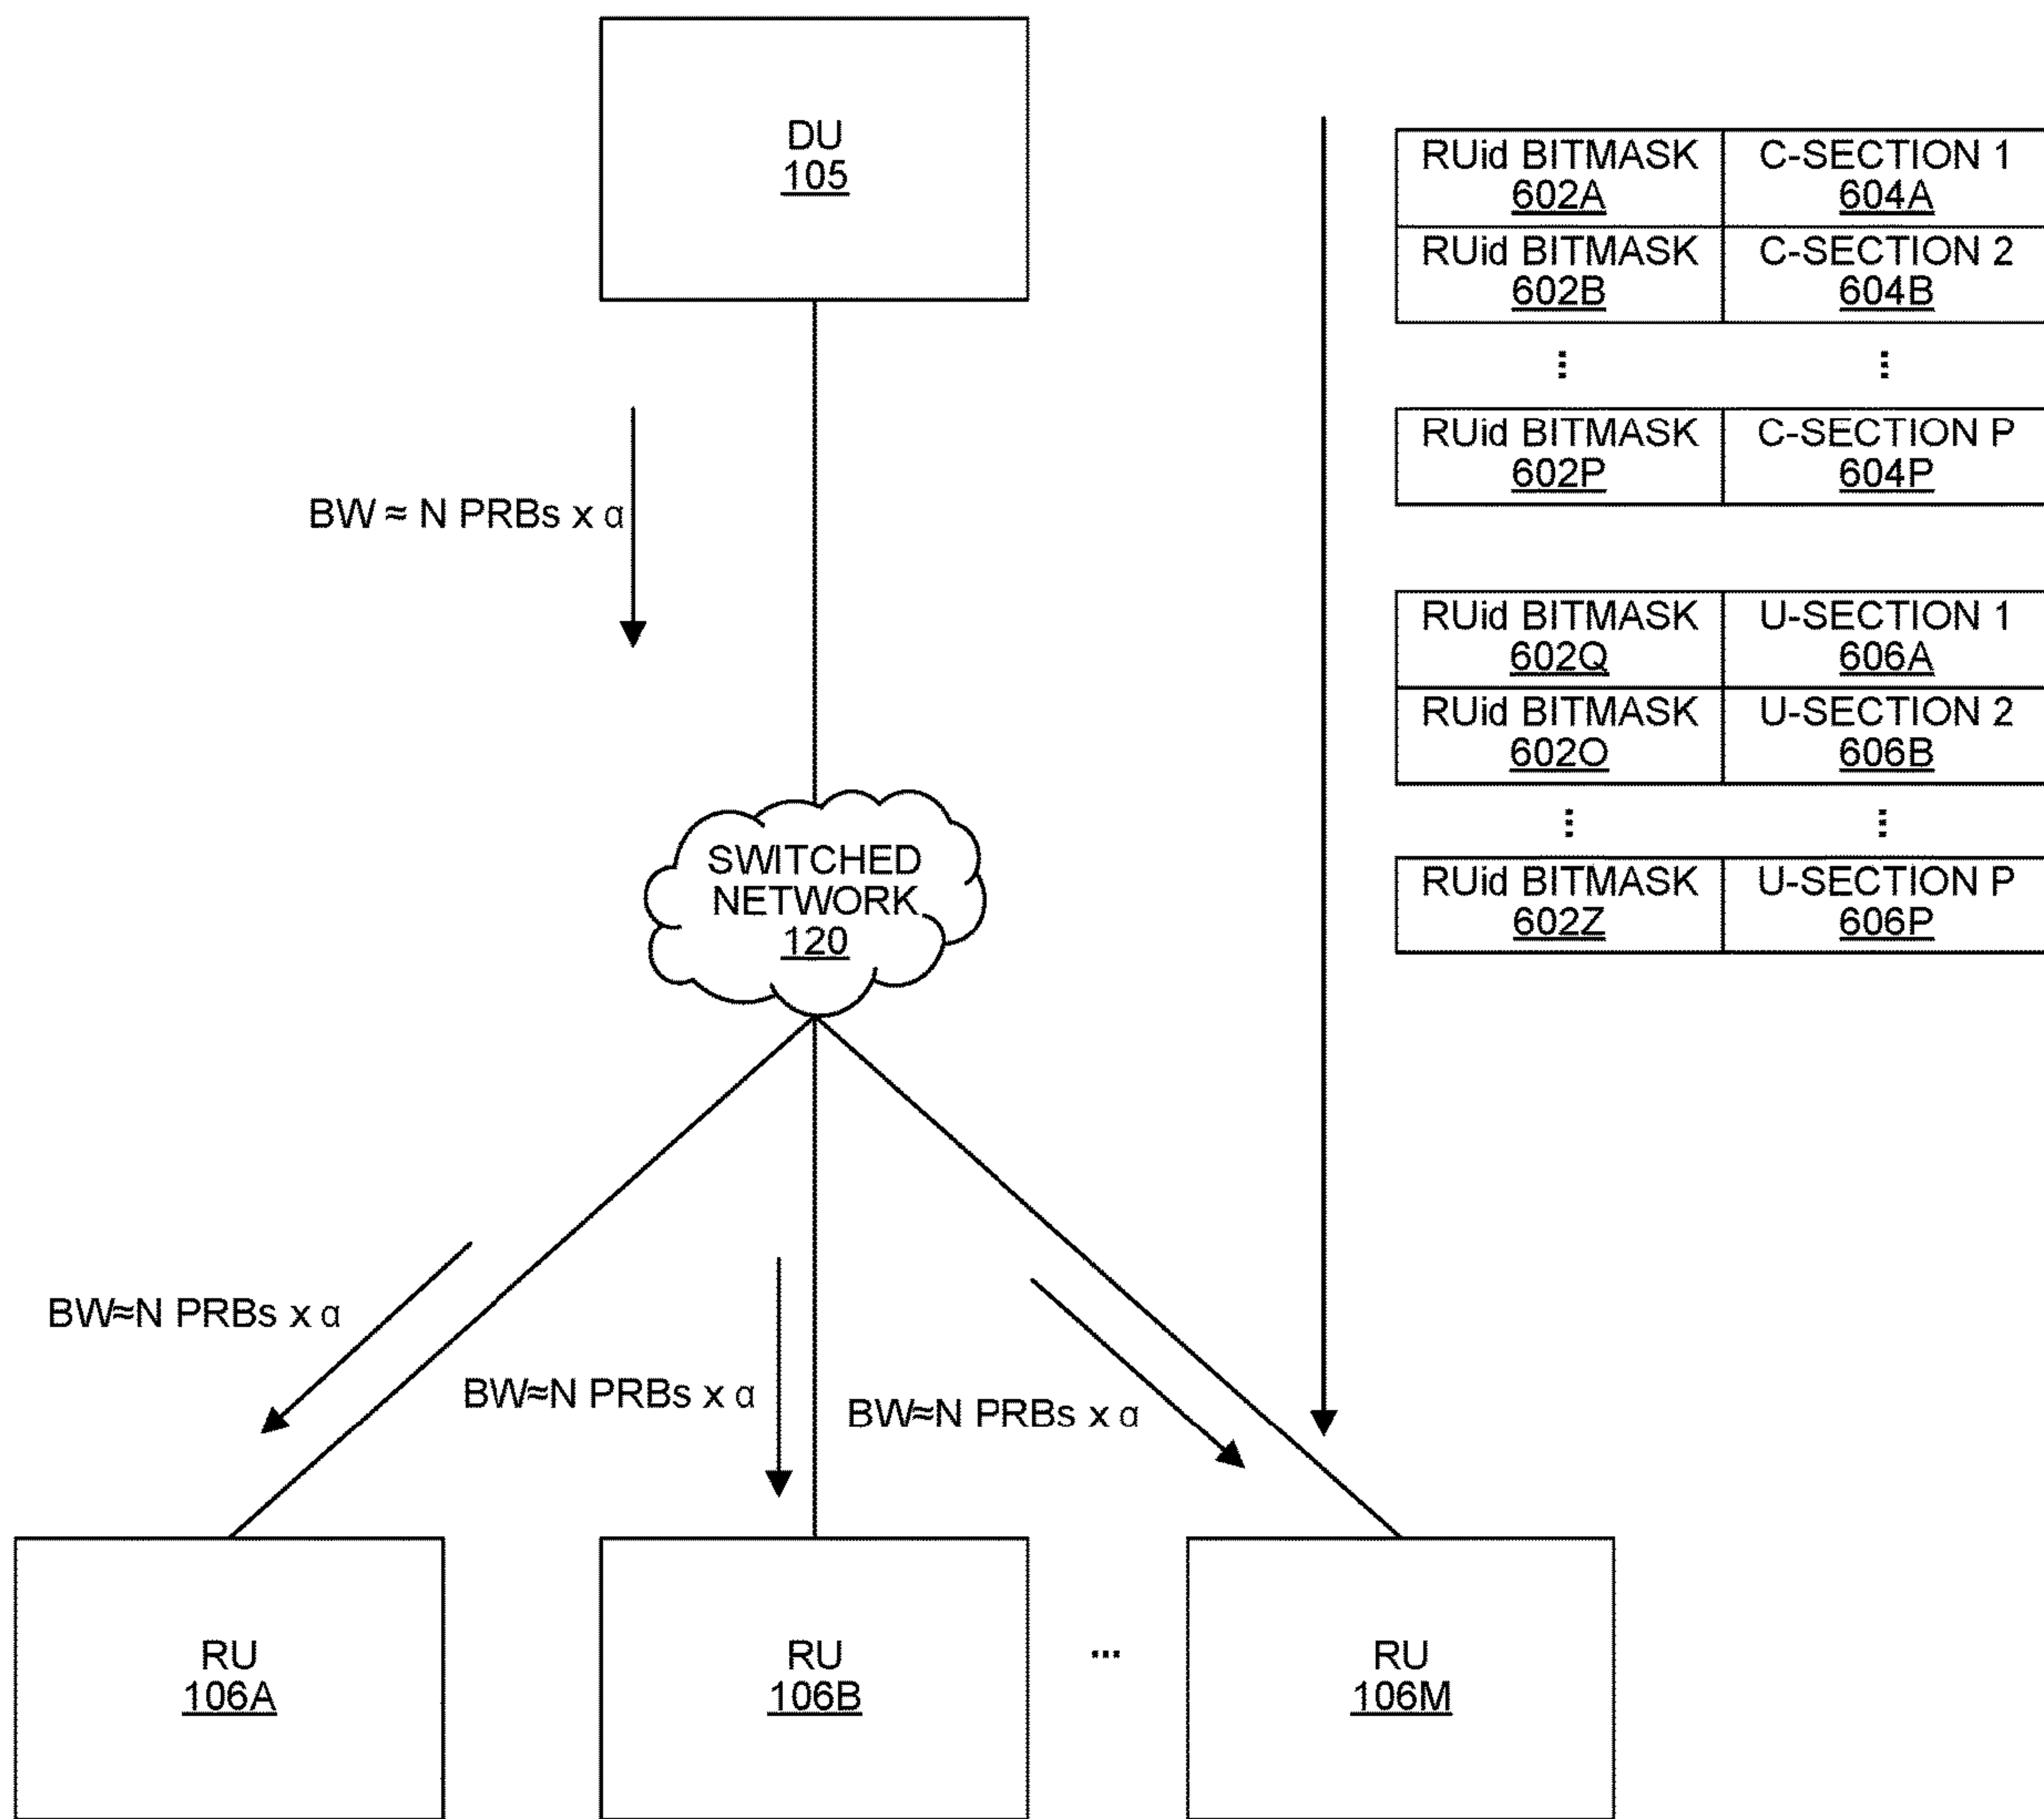 DU
105
RUid BITMASK C-SECTION 1
602A 604A
RUid BITMASK C-SECTION 2
602B 604B
... ...
RUid BITMASK C-SECTION P
602P 604P
BW ≈ N PRBs x α
RUid BITMASK U-SECTION 1
602Q 606A
RUid BITMASK U-SECTION 2
602O 606B
... ...
RUid BITMASK U-SECTION P
602Z 606P
SWITCHED
NETWORK
120
BW≈N PRBs x α
BW≈N PRBs x α
BW≈N PRBs x α
RU
106A
RU
106B
...
RU
106M